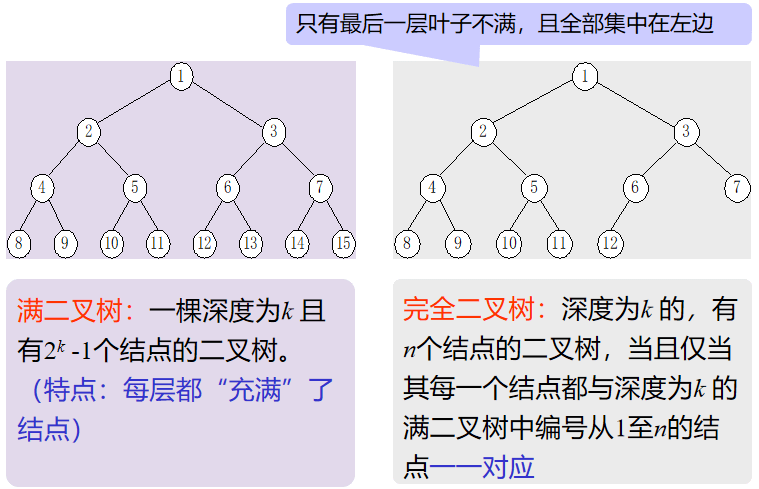 只有最后一层叶子不满，且全部集中在左边
1
2 3
4 5 6 7
8 9 10 11 12 13 14 15
1
2 3
4 5 6 7
8 9 10 11 12
满二叉树：一棵深度为k 且
有2ᵏ -1个结点的二叉树。
（特点：每层都“充满”了
结点）
完全二叉树：深度为k 的，有
n个结点的二叉树，当且仅当
其每一个结点都与深度为k 的
满二叉树中编号从1至n的结
点一一对应